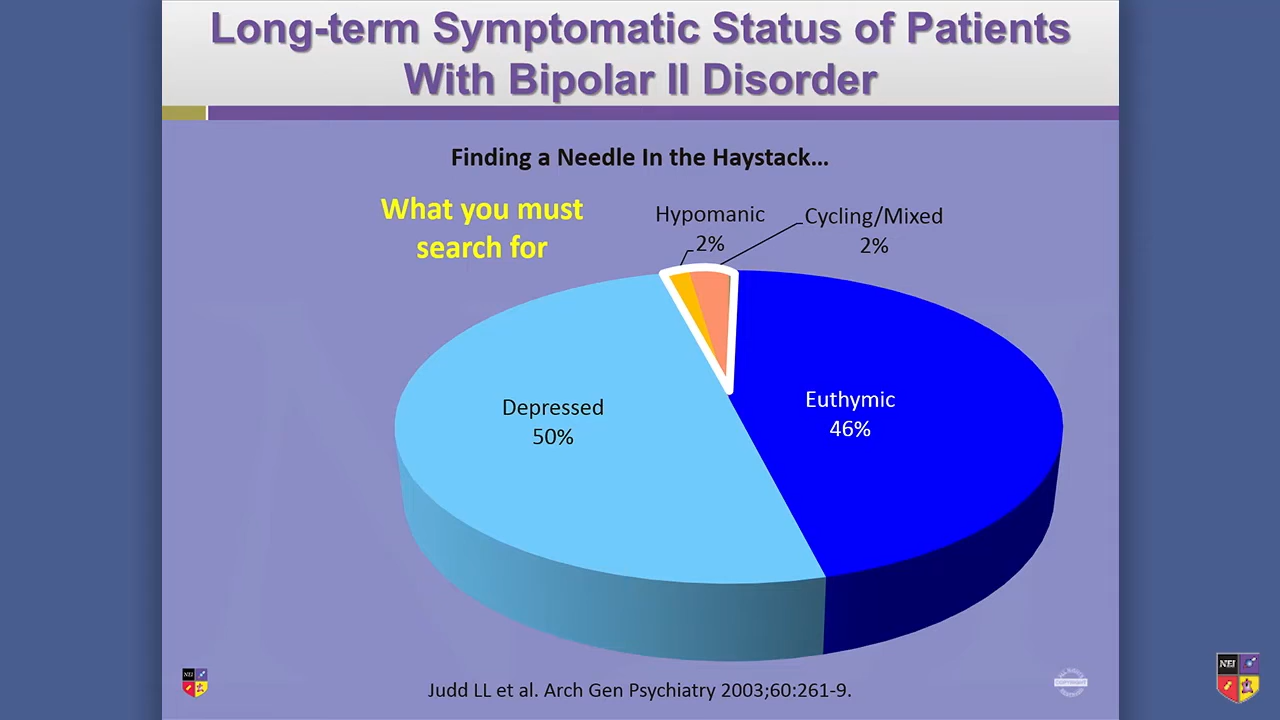 Long-term Symptomatic Status of Patients
With Bipolar II Disorder
Finding a Needle In the Haystack…
What you must
search for
Hypomanic
2%
Cycling/Mixed
2%
Depressed
50%
Euthymic
46%
NEI
Judd LL et al. Arch Gen Psychiatry 2003;60:261-9.
COPYRIGHT
NEI